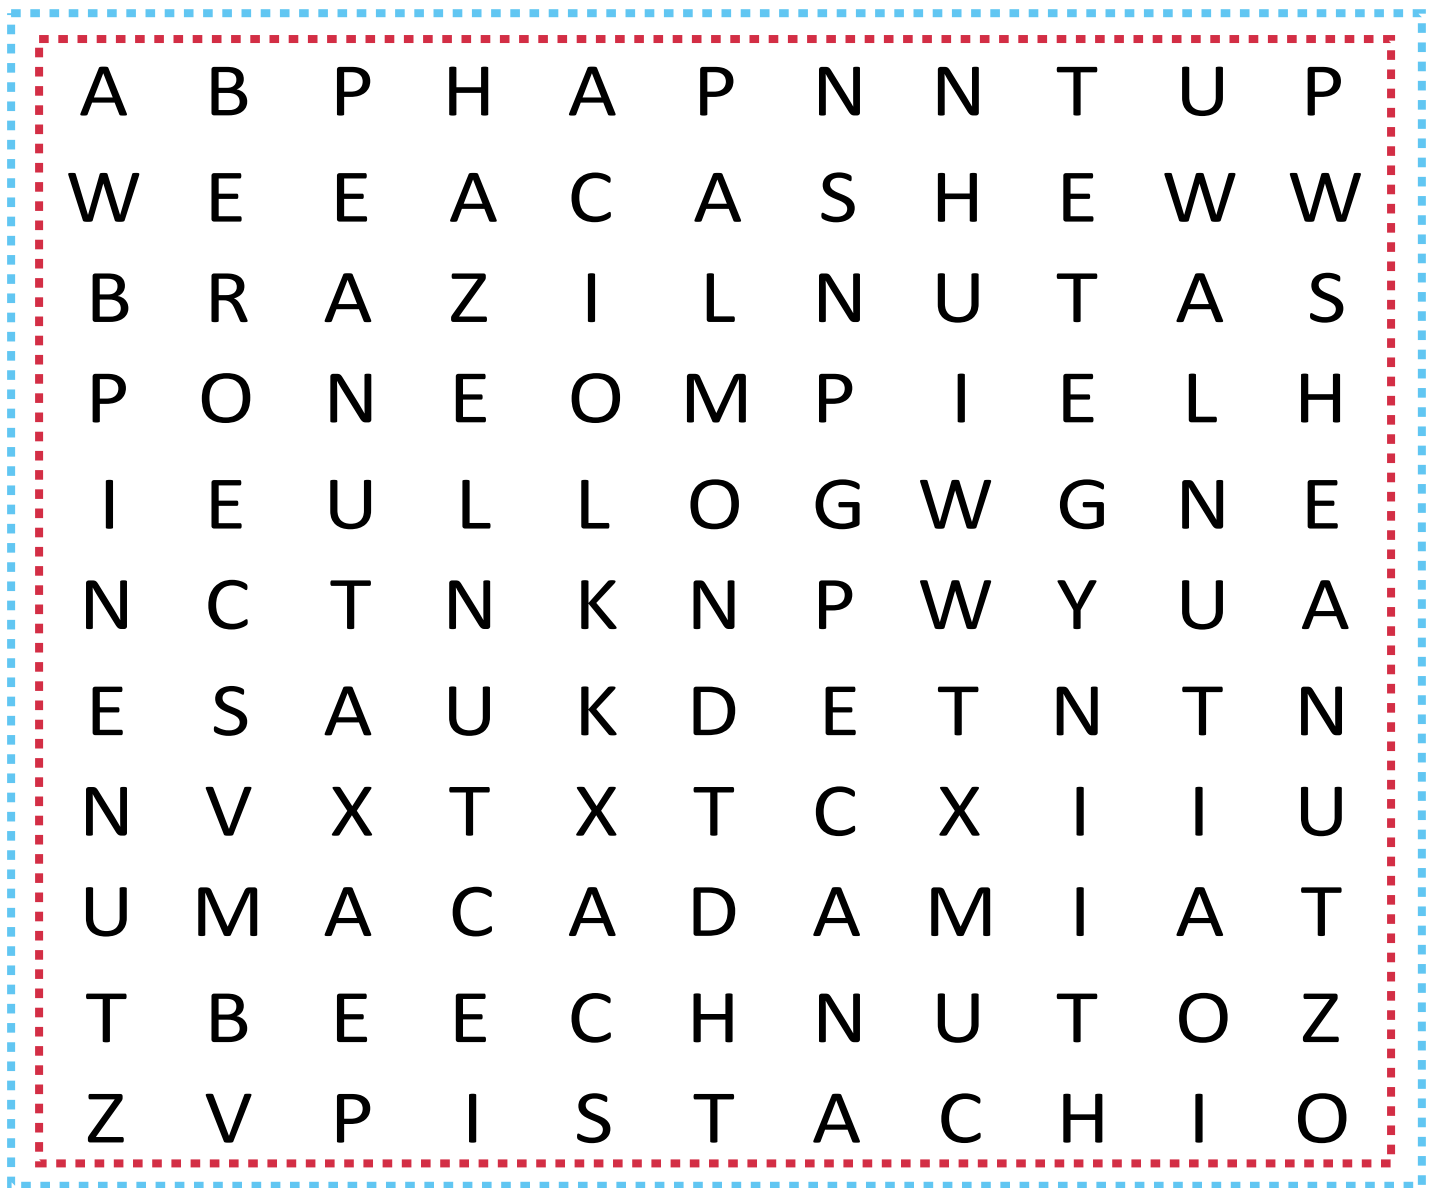 A B P H A P N N T U P
W E E A C A S H E W W
B R A Z I L N U T A S
P O N E O M P I E L H
I E U L L O G W G N E
N C T N K N P W Y U A
E S A U K D E T N T N
N V X T X T C X I I U
U M A C A D A M I A T
T B E E C H N U T O Z
Z V P I S T A C H I O